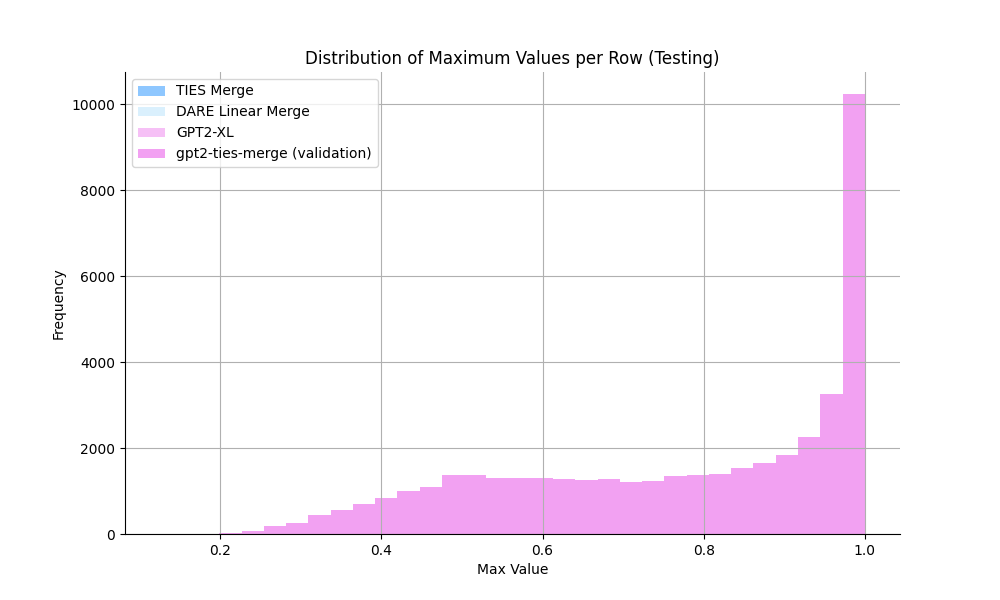 Distribution of Maximum Values per Row (Testing)
TIES Merge
DARE Linear Merge
GPT2-XL
gpt2-ties-merge (validation)
10000
8000
6000
4000
2000
0
Frequency
0.2 0.4 0.6 0.8 1.0
Max Value